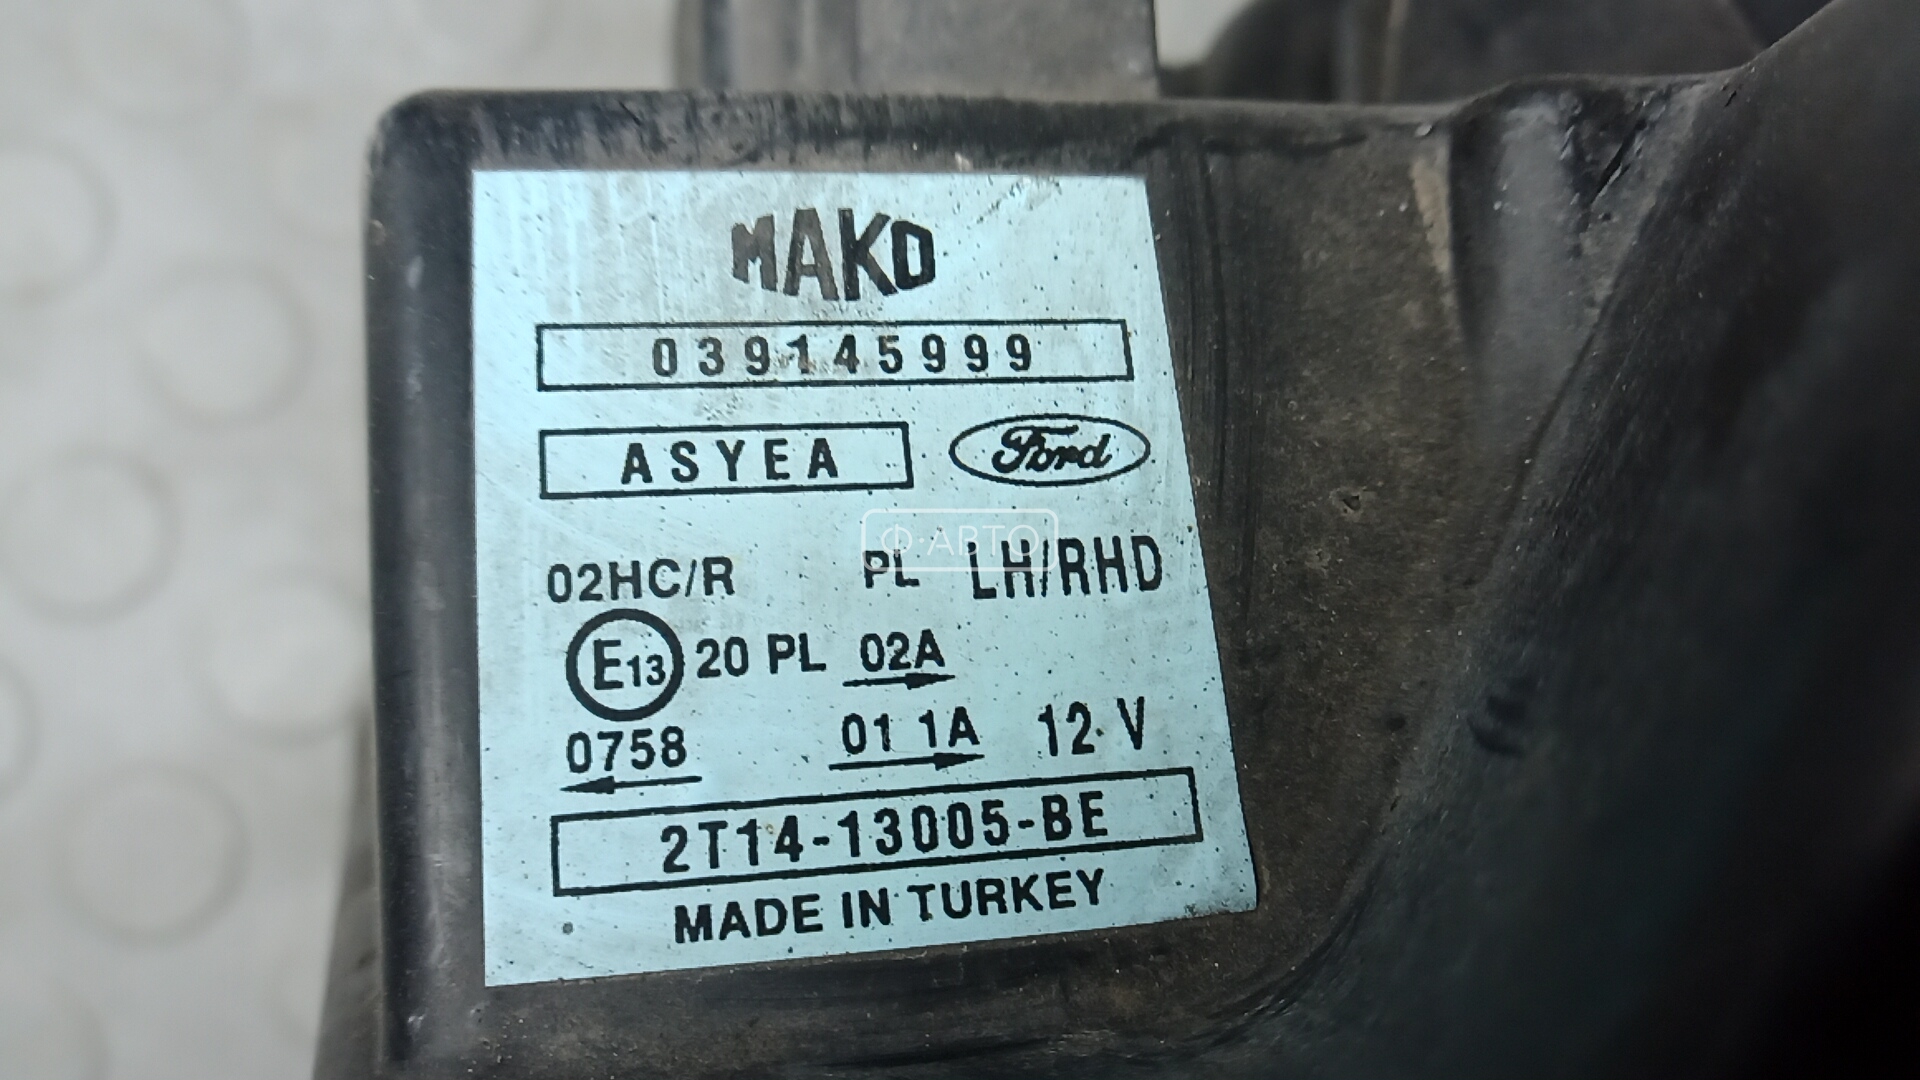 MAKO
039145999
ASYEA Ford
Ф·АВТО
02HC/R PL LH/RHD
E13 20 PL 02A
0758 01 1A 12 V
2T14-13005-BE
MADE IN TURKEY